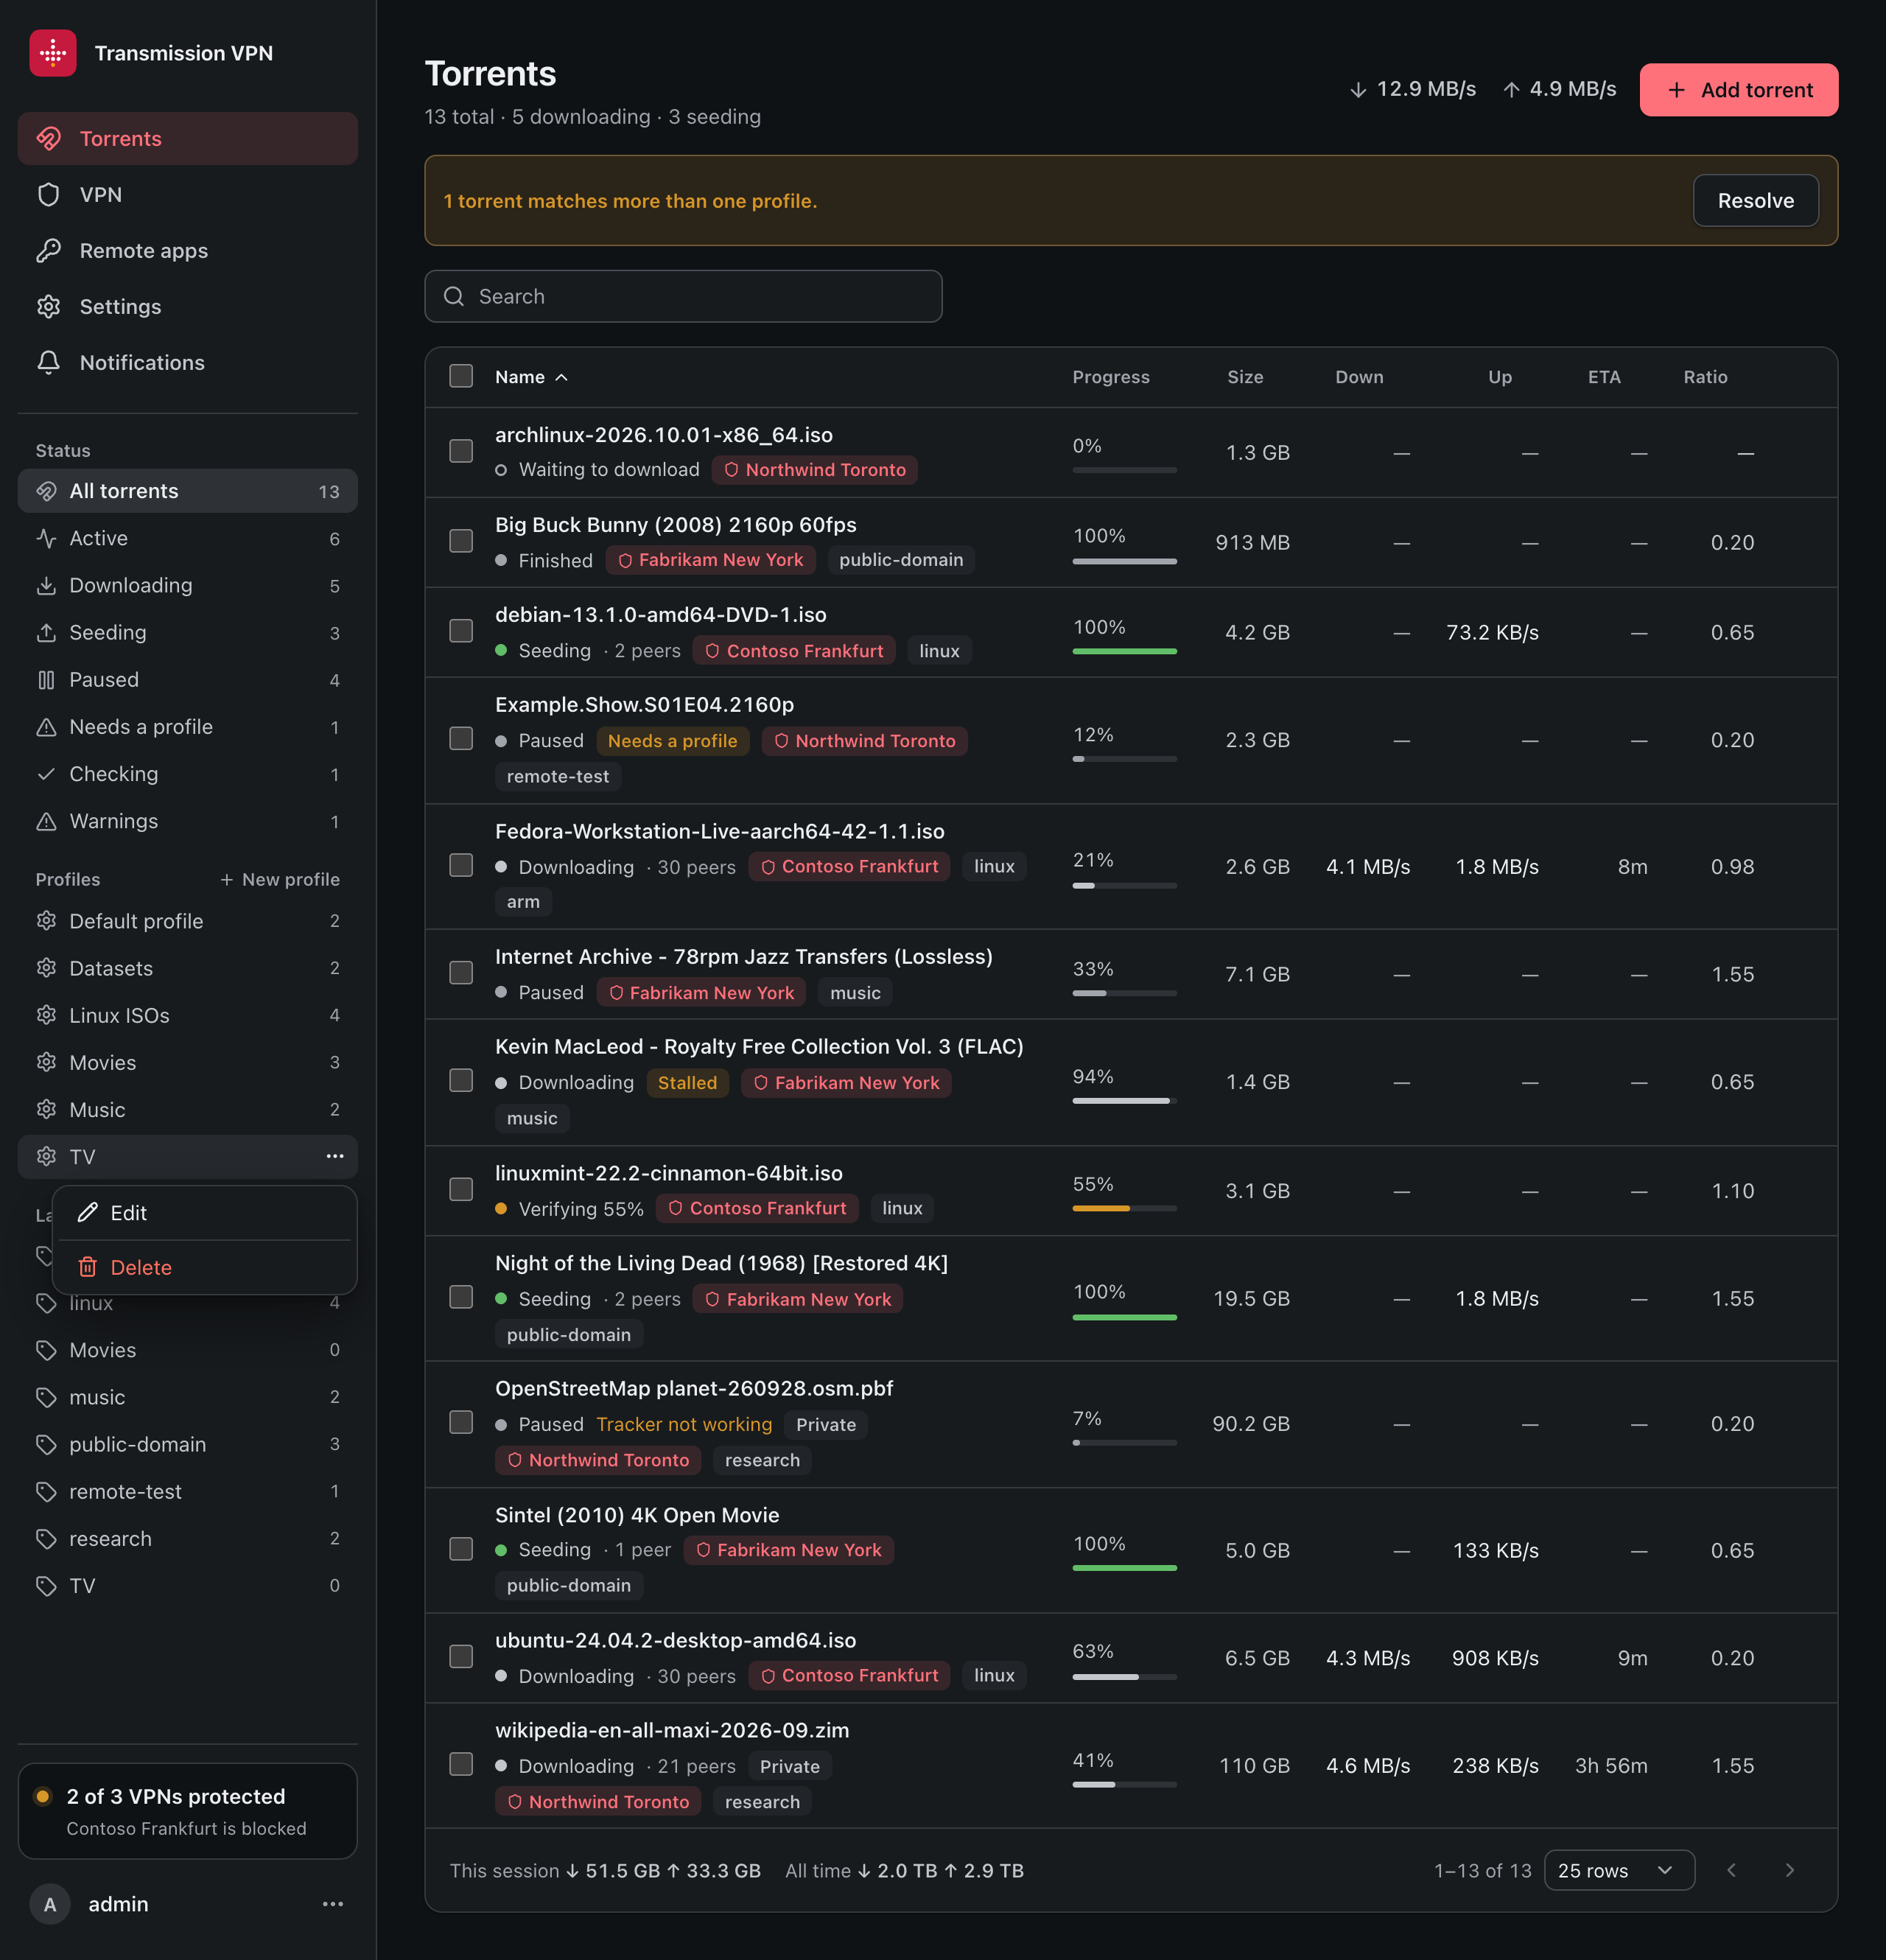 Transmission VPN
Torrents
VPN
Remote apps
Settings
Notifications
Status
All torrents 13
Active 6
Downloading 5
Seeding 3
Paused 4
Needs a profile 1
Checking 1
Warnings 1
Profiles + New profile
Default profile 2
Datasets 2
Linux ISOs 4
Movies 3
Music 2
TV
Edit
Delete
linux 4
Movies 0
music 2
public-domain 3
remote-test 1
research 2
TV 0
2 of 3 VPNs protected
Contoso Frankfurt is blocked
A admin
Torrents
13 total · 5 downloading · 3 seeding
↓ 12.9 MB/s ↑ 4.9 MB/s + Add torrent
1 torrent matches more than one profile. Resolve
Search
Name Progress Size Down Up ETA Ratio
archlinux-2026.10.01-x86_64.iso
Waiting to download Northwind Toronto
0% 1.3 GB — — — —
Big Buck Bunny (2008) 2160p 60fps
Finished Fabrikam New York public-domain
100% 913 MB — — — 0.20
debian-13.1.0-amd64-DVD-1.iso
Seeding · 2 peers Contoso Frankfurt linux
100% 4.2 GB — 73.2 KB/s — 0.65
Example.Show.S01E04.2160p
Paused Needs a profile Northwind Toronto
remote-test
12% 2.3 GB — — — 0.20
Fedora-Workstation-Live-aarch64-42-1.1.iso
Downloading · 30 peers Contoso Frankfurt linux
arm
21% 2.6 GB 4.1 MB/s 1.8 MB/s 8m 0.98
Internet Archive - 78rpm Jazz Transfers (Lossless)
Paused Fabrikam New York music
33% 7.1 GB — — — 1.55
Kevin MacLeod - Royalty Free Collection Vol. 3 (FLAC)
Downloading Stalled Fabrikam New York
music
94% 1.4 GB — — — 0.65
linuxmint-22.2-cinnamon-64bit.iso
Verifying 55% Contoso Frankfurt linux
55% 3.1 GB — — — 1.10
Night of the Living Dead (1968) [Restored 4K]
Seeding · 2 peers Fabrikam New York
public-domain
100% 19.5 GB — 1.8 MB/s — 1.55
OpenStreetMap planet-260928.osm.pbf
Paused Tracker not working Private
Northwind Toronto research
7% 90.2 GB — — — 0.20
Sintel (2010) 4K Open Movie
Seeding · 1 peer Fabrikam New York
public-domain
100% 5.0 GB — 133 KB/s — 0.65
ubuntu-24.04.2-desktop-amd64.iso
Downloading · 30 peers Contoso Frankfurt linux
63% 6.5 GB 4.3 MB/s 908 KB/s 9m 0.20
wikipedia-en-all-maxi-2026-09.zim
Downloading · 21 peers Private
Northwind Toronto research
41% 110 GB 4.6 MB/s 238 KB/s 3h 56m 1.55
This session ↓ 51.5 GB ↑ 33.3 GB All time ↓ 2.0 TB ↑ 2.9 TB
1–13 of 13 25 rows